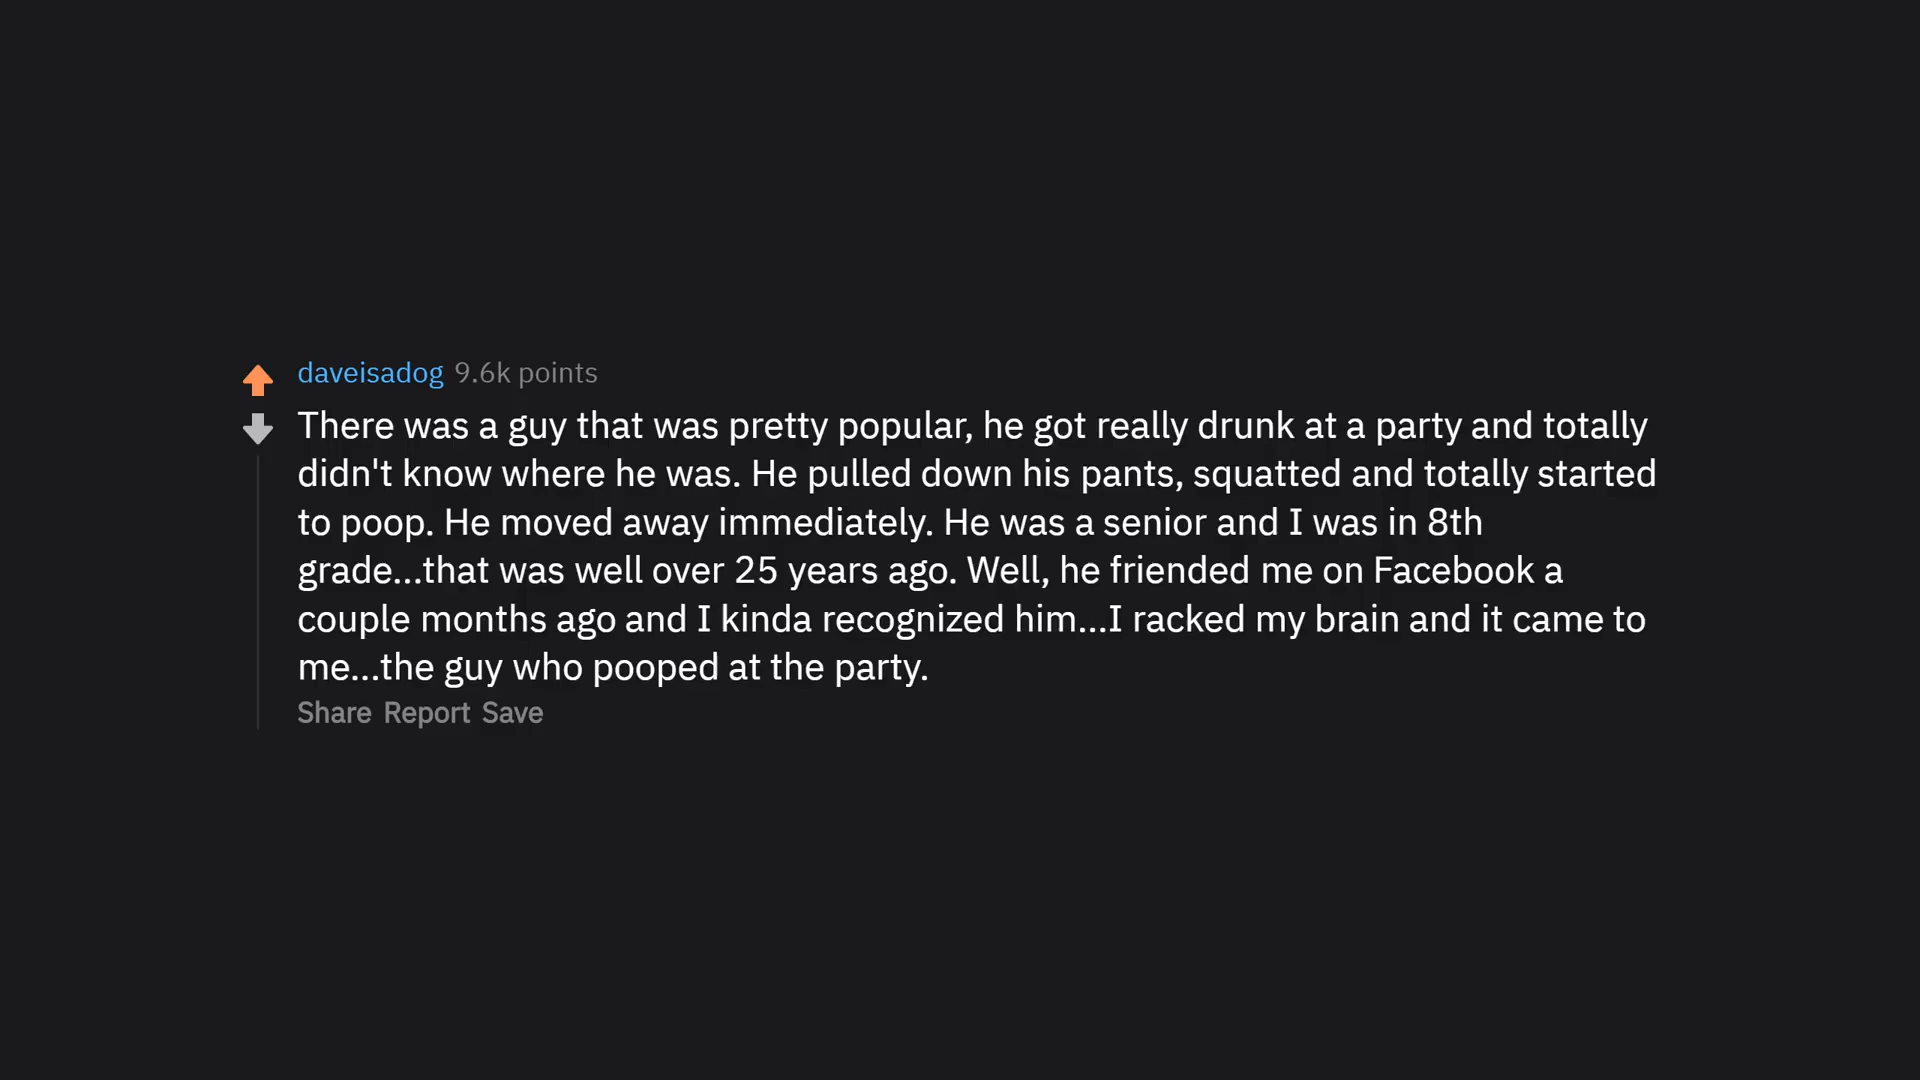 daveisadog 9.6k points
There was a guy that was pretty popular, he got really drunk at a party and totally
didn't know where he was. He pulled down his pants, squatted and totally started
to poop. He moved away immediately. He was a senior and I was in 8th
grade...that was well over 25 years ago. Well, he friended me on Facebook a
couple months ago and I kinda recognized him...I racked my brain and it came to
me...the guy who pooped at the party.
Share Report Save